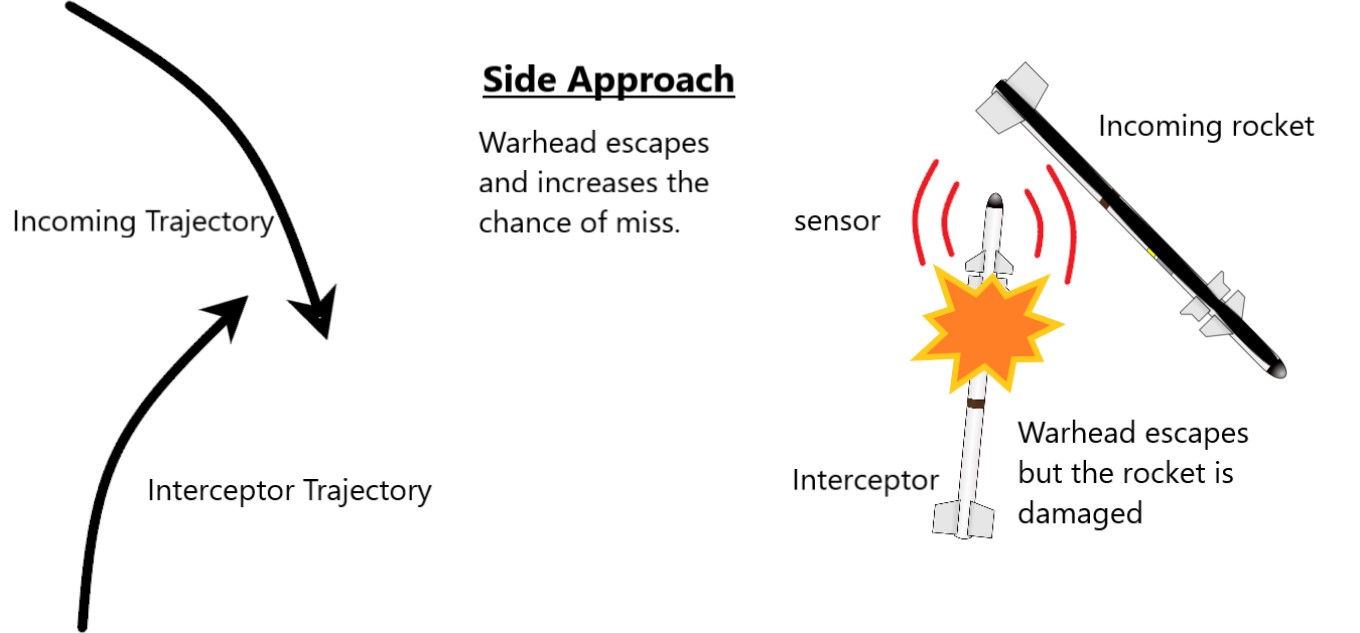 Side Approach
Warhead escapes
and increases the
chance of miss.
Incoming rocket
Incoming Trajectory
sensor
Interceptor Trajectory
Interceptor
Warhead escapes
but the rocket is
damaged